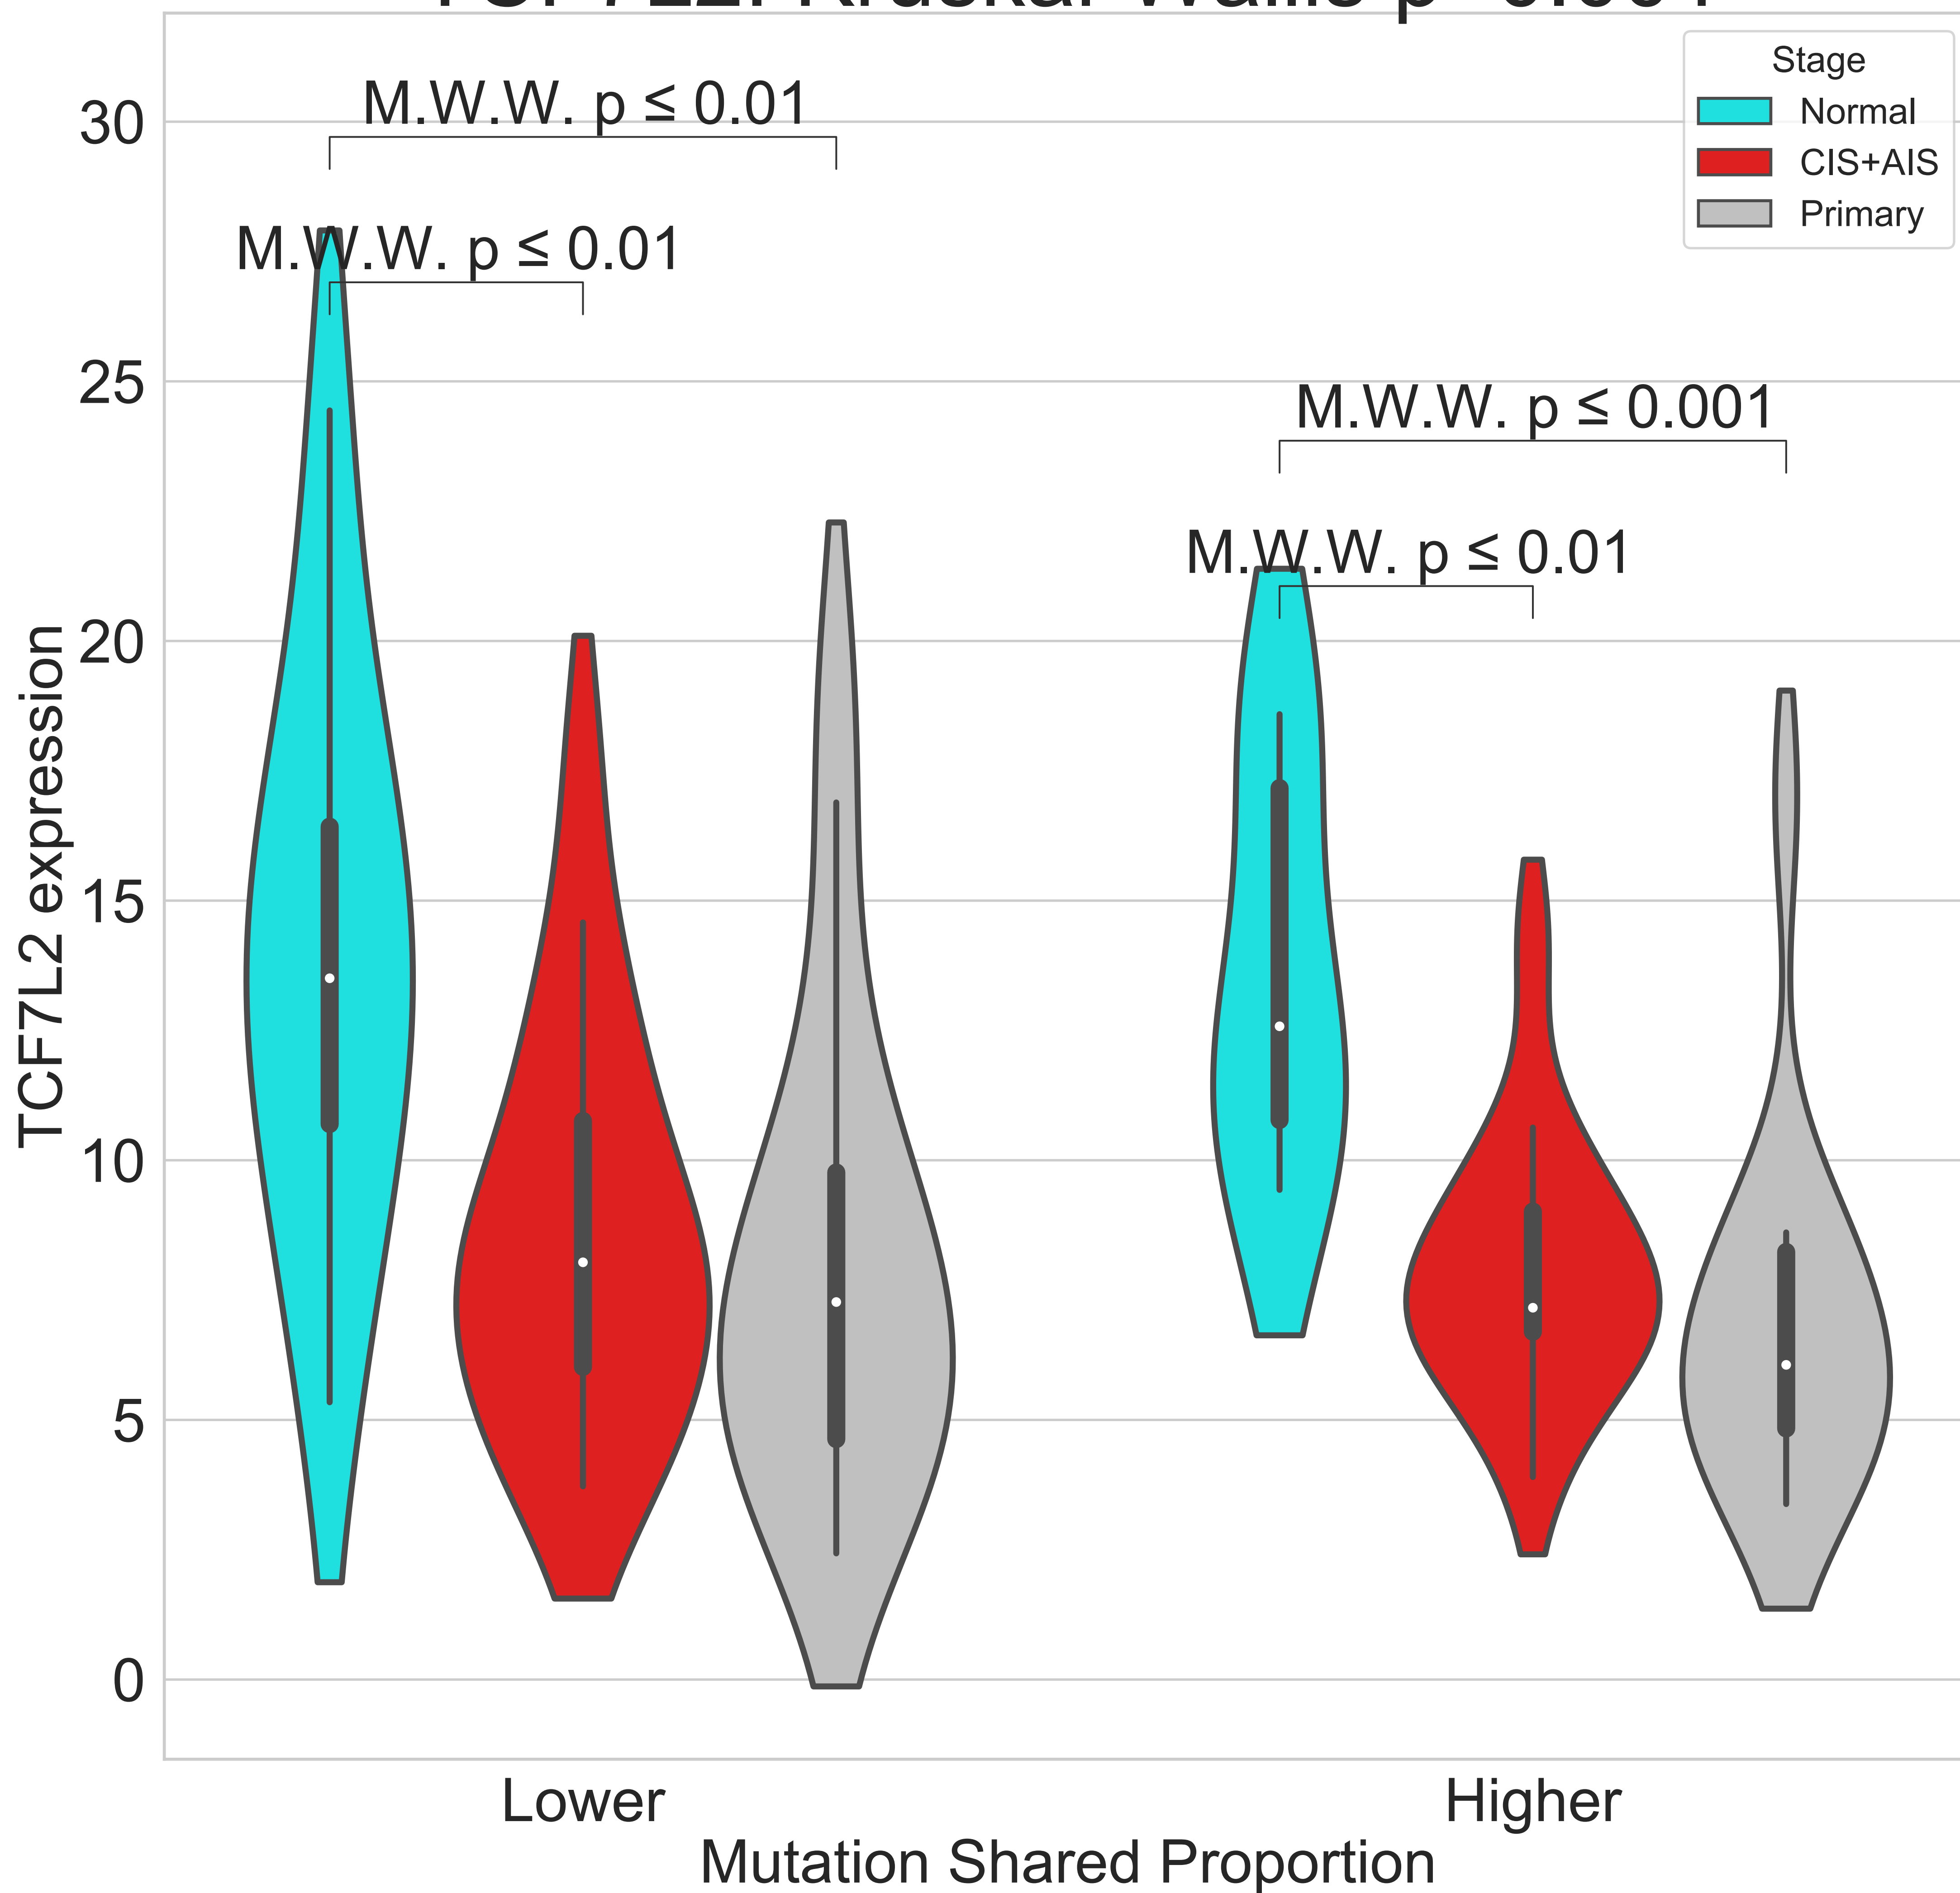 M.W.W. p ≤ 0.01
M.W.W. p ≤ 0.01
M.W.W. p ≤ 0.001
M.W.W. p ≤ 0.01
Stage
Normal
CIS+AIS
Primary
30
25
20
15
10
5
0
TCF7L2 expression
Lower
Higher
Mutation Shared Proportion